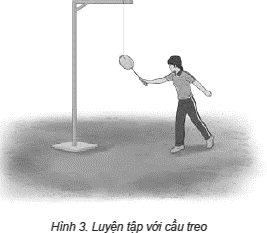 Hình 3. Luyện tập với cầu treo